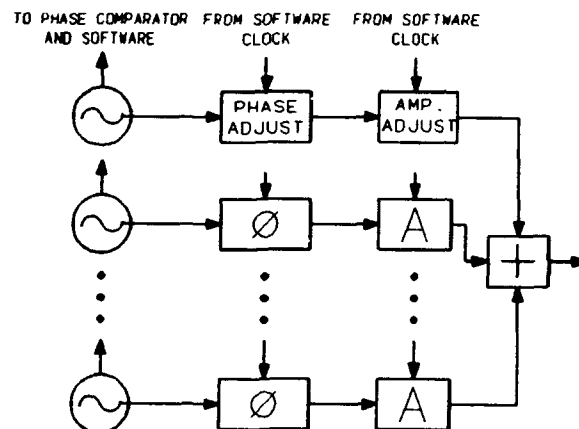 TO PHASE COMPARATOR
AND SOFTWARE
FROM SOFTWARE
CLOCK
FROM SOFTWARE
CLOCK
PHASE
ADJUST
AMP.
ADJUST
Ø
A
+
Ø
A